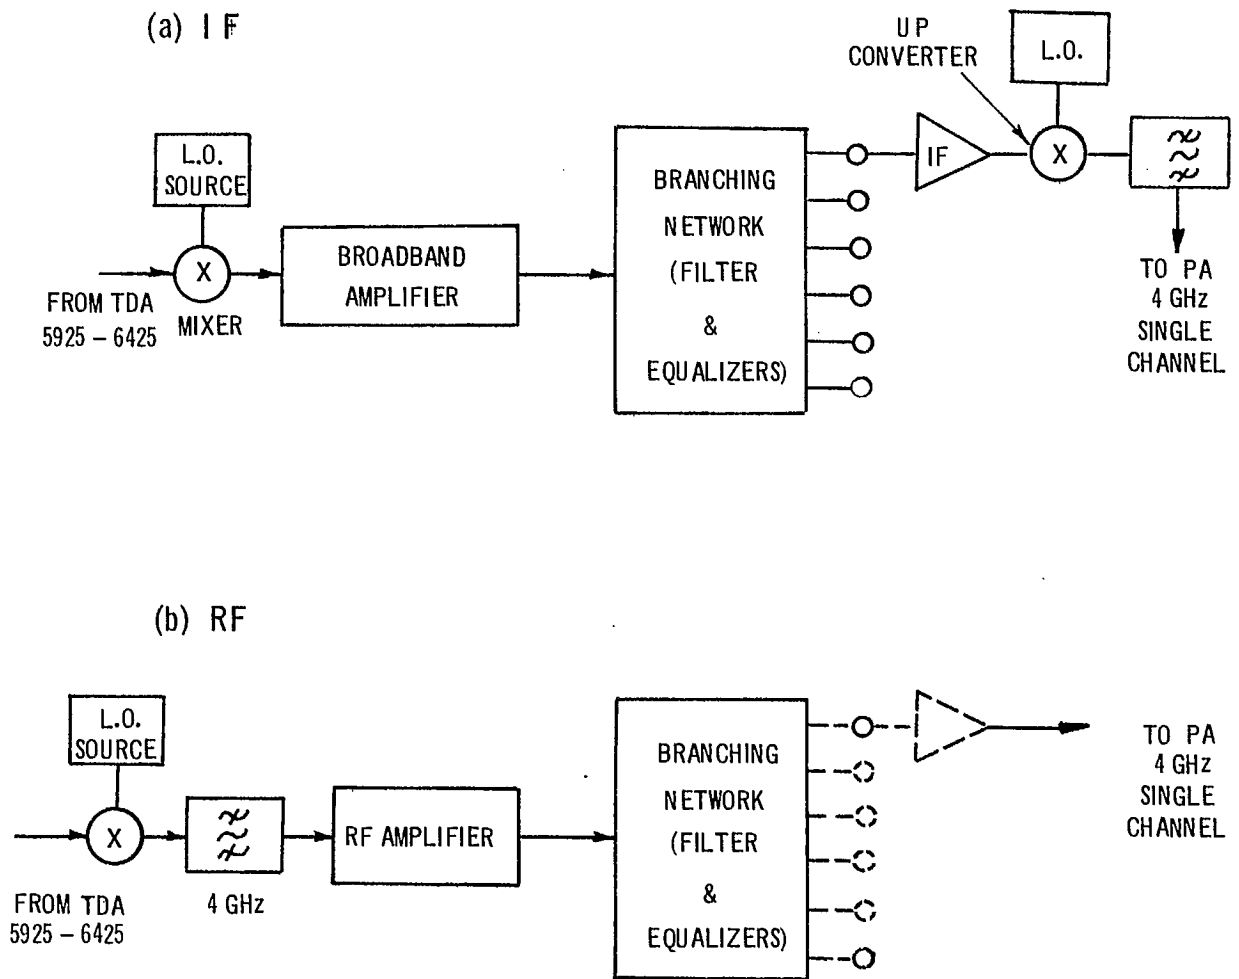 (a) IF
UP
CONVERTER
L.O.
L.O.
SOURCE
X
MIXER
FROM TDA
5925 – 6425
BROADBAND
AMPLIFIER
BRANCHING
NETWORK
(FILTER
&
EQUALIZERS)
IF
X
TO PA
4 GHz
SINGLE
CHANNEL
(b) RF
L.O.
SOURCE
X
FROM TDA
5925 – 6425
4 GHz
RF AMPLIFIER
BRANCHING
NETWORK
(FILTER
&
EQUALIZERS)
TO PA
4 GHz
SINGLE
CHANNEL